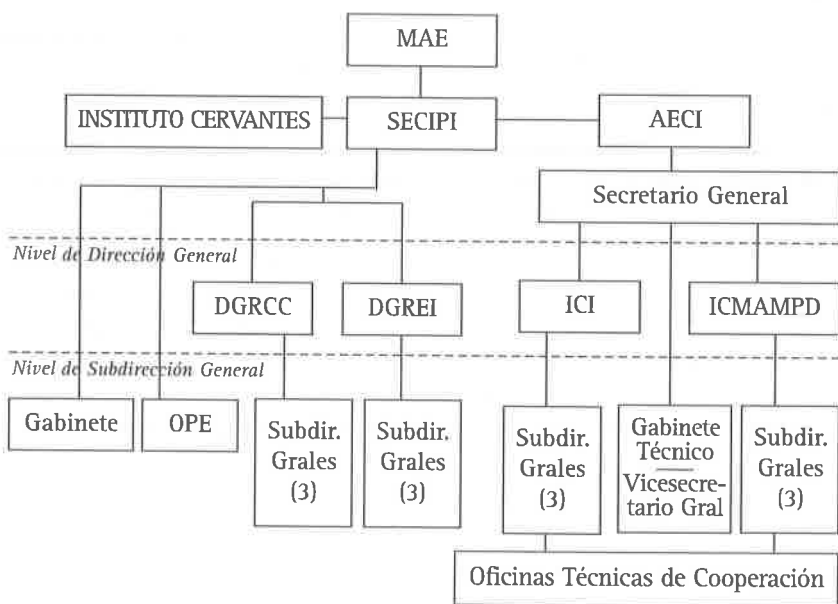 MAE
INSTITUTO CERVANTES
SECIPI
AECI
Secretario General
Nivel de Dirección General
DGRCC
DGREI
ICI
ICMAMPD
Nivel de Subdirección General
Gabinete
OPE
Subdir.
Grales
(3)
Subdir.
Grales
(3)
Subdir.
Grales
(3)
Gabinete
Técnico
Vicesecre-
tario Gral
Subdir.
Grales
(3)
Oficinas Técnicas de Cooperación